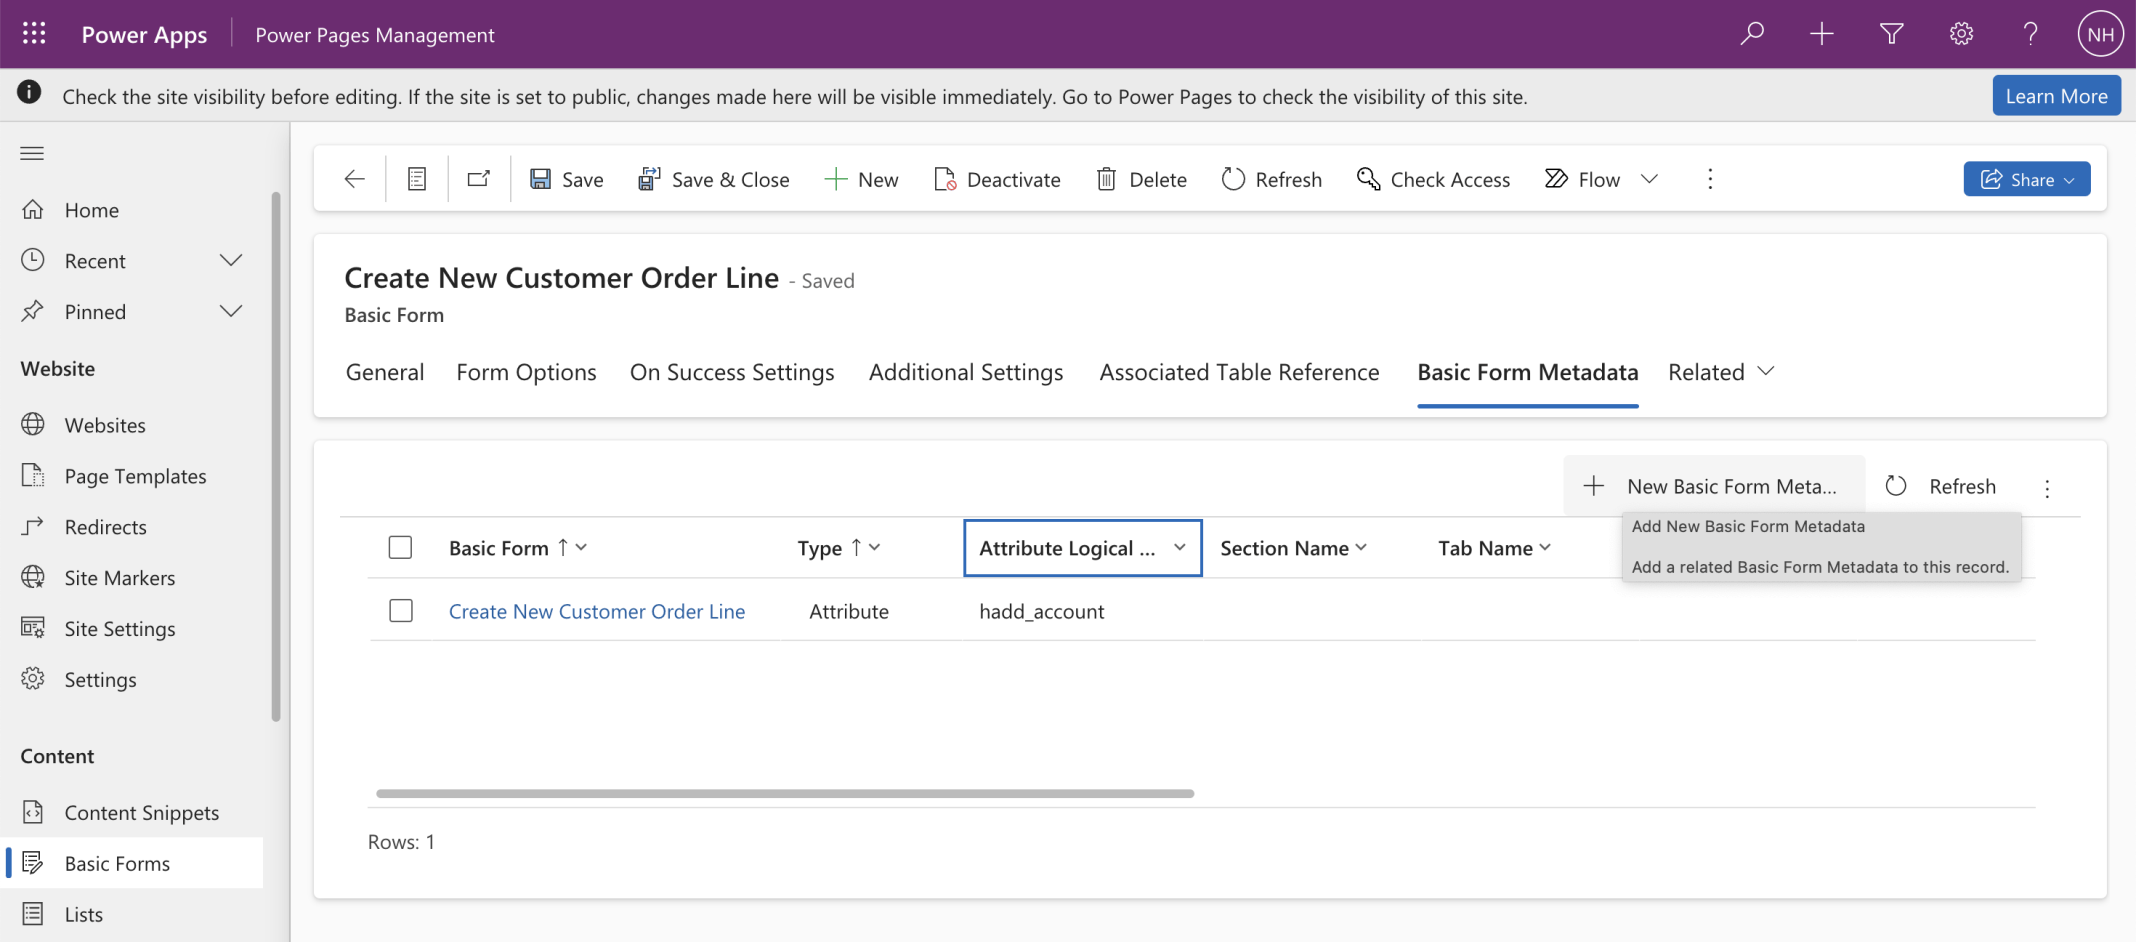 Power Apps
Power Pages Management
NH
Check the site visibility before editing. If the site is set to public, changes made here will be visible immediately. Go to Power Pages to check the visibility of this site.
Learn More
Save
Save & Close
New
Deactivate
Delete
Refresh
Check Access
Flow
Share
Home
Recent
Pinned
Website
Websites
Page Templates
Redirects
Site Markers
Site Settings
Settings
Content
Content Snippets
Basic Forms
Lists
Create New Customer Order Line - Saved
Basic Form
General
Form Options
On Success Settings
Additional Settings
Associated Table Reference
Basic Form Metadata
Related
New Basic Form Meta...
Refresh
Add New Basic Form Metadata
Add a related Basic Form Metadata to this record.
Basic Form
Type
Attribute Logical ...
Section Name
Tab Name
Create New Customer Order Line
Attribute
hadd_account
Rows: 1